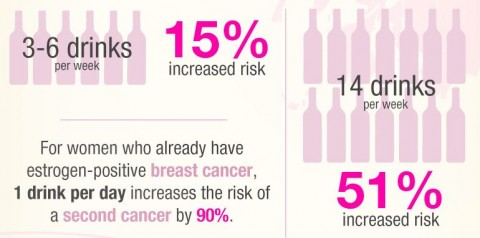 3-6 drinks
per week
15%
increased risk
For women who already have
estrogen-positive breast cancer,
1 drink per day increases the risk of
a second cancer by 90%.
14 drinks
per week
51%
increased risk